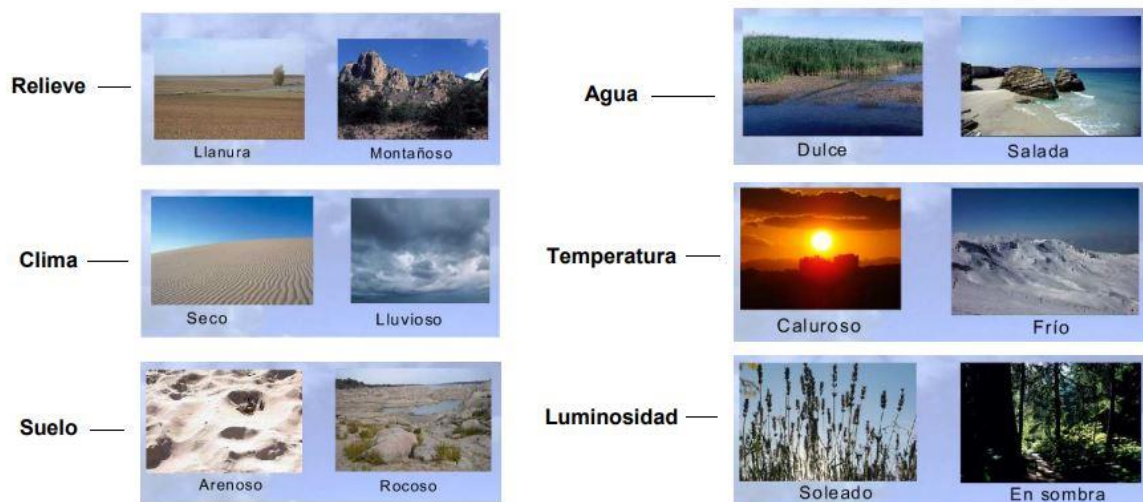 Relieve
Llanura Montañoso
Agua
Dulce Salada
Clima
Seco Lluvioso
Temperatura
Caluroso Frío
Suelo
Arenoso Rocoso
Luminosidad
Soleado En sombra